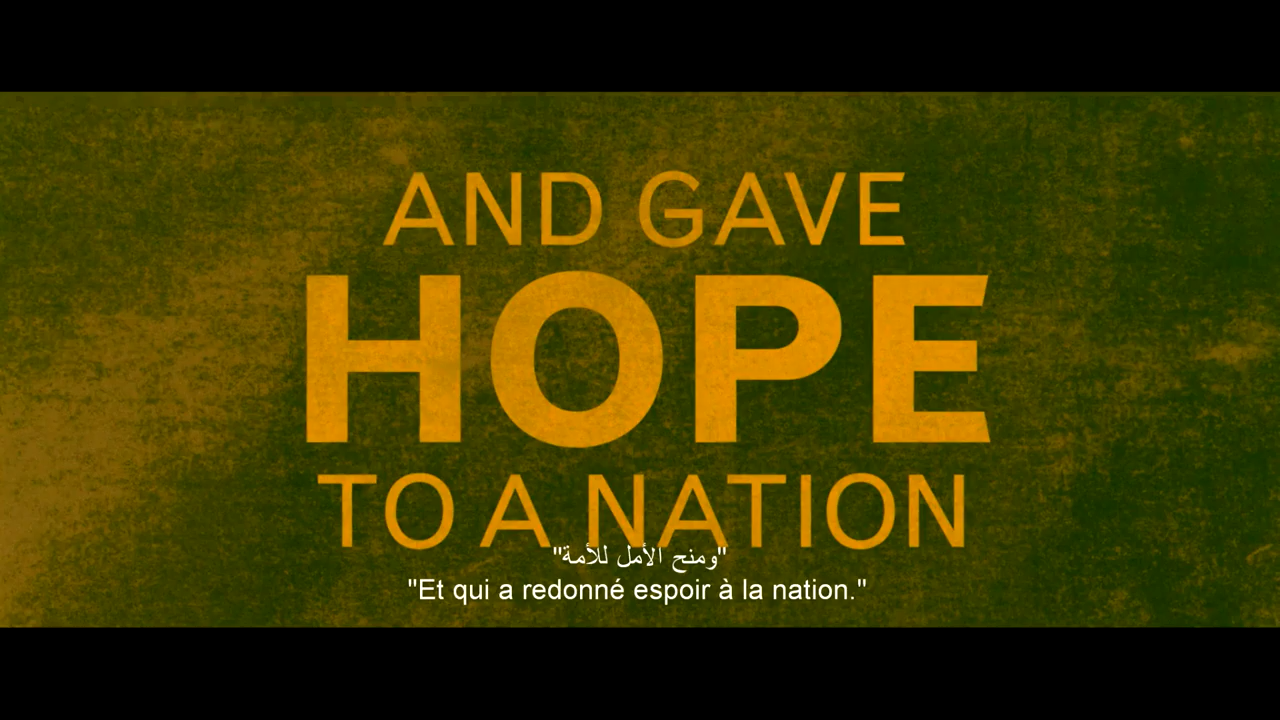 AND GAVE
HOPE
TO A NATION
"ومنح الأمل للأمة"
"Et qui a redonné espoir à la nation."